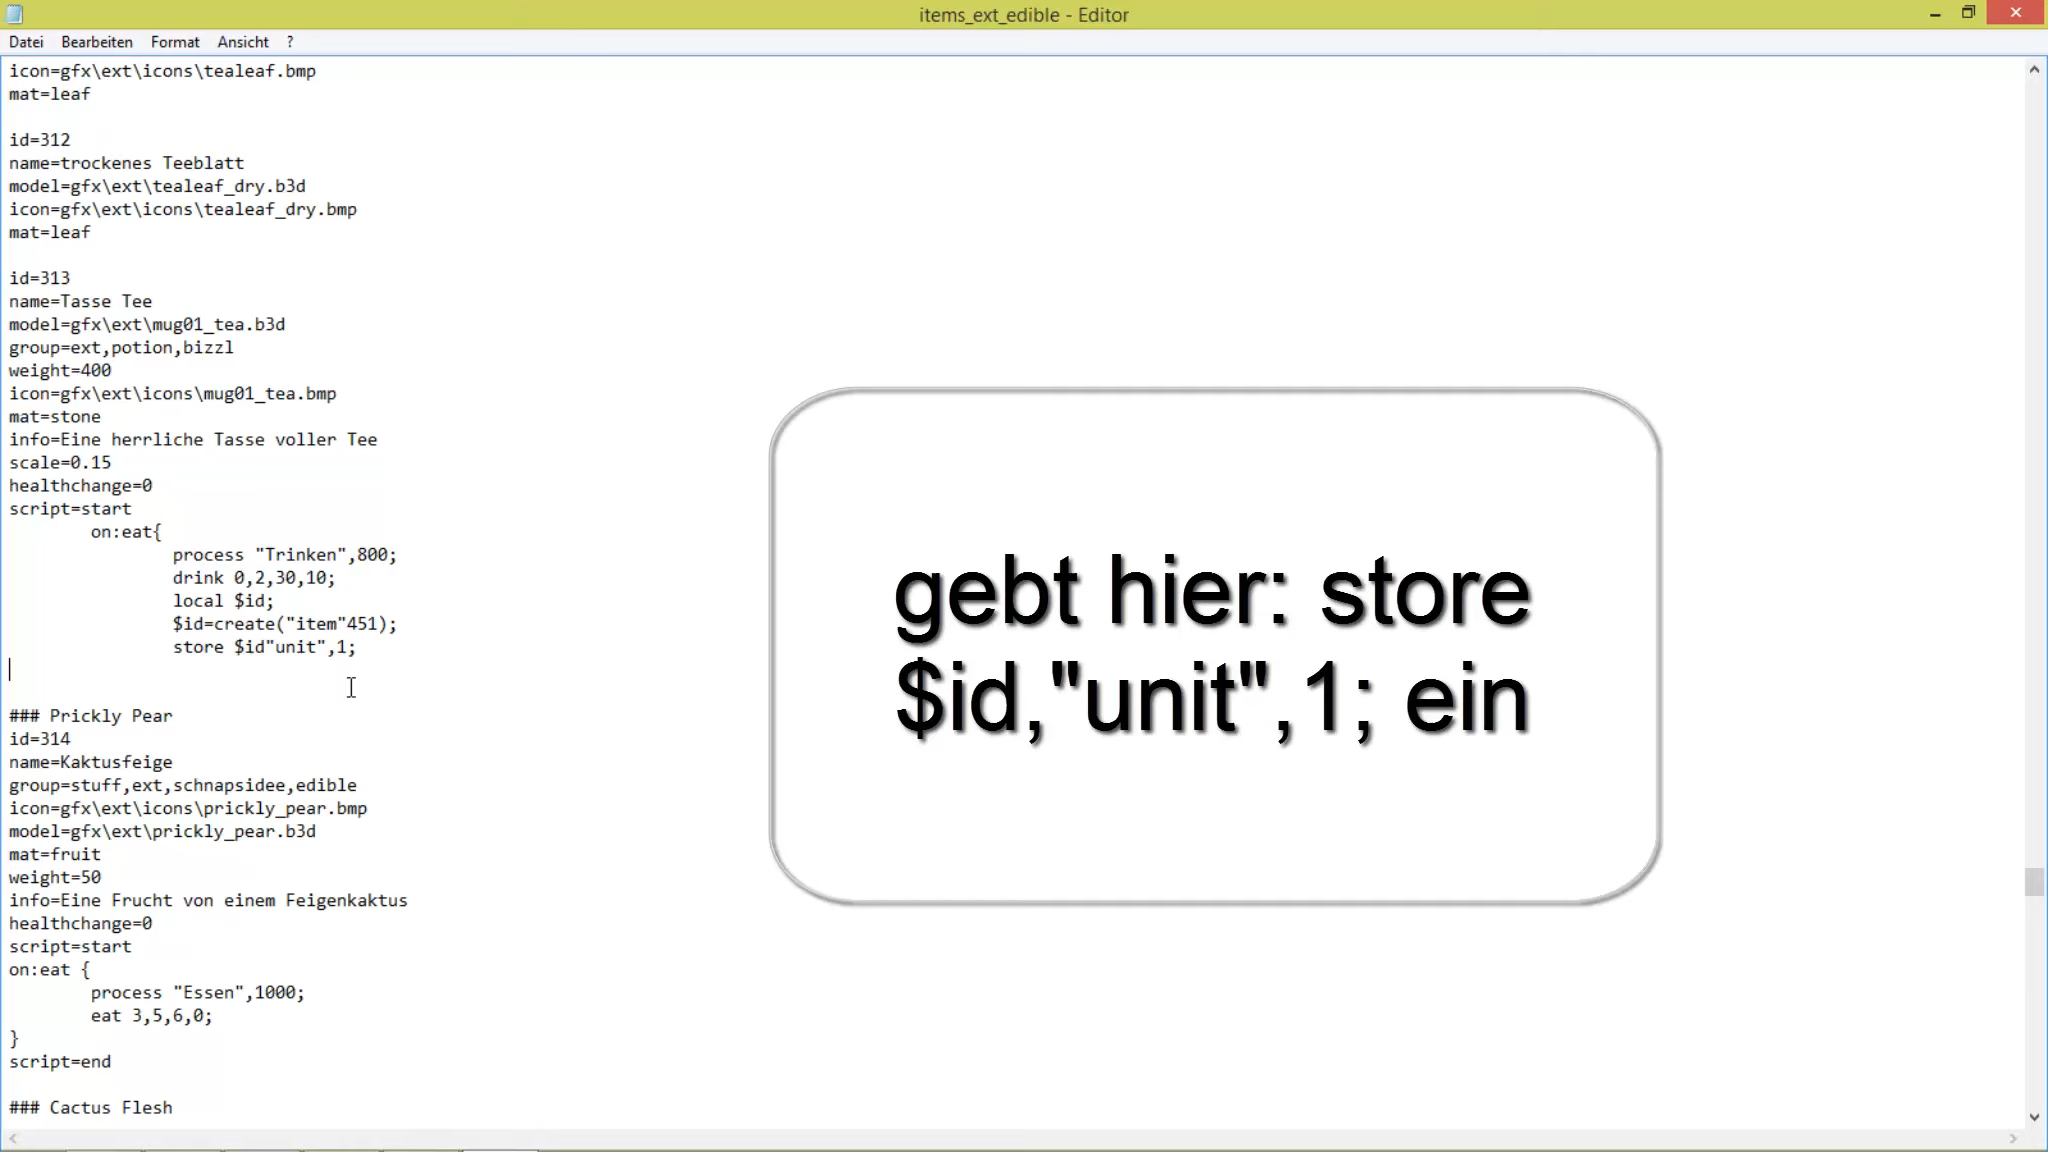 items_ext_edible - Editor
Datei Bearbeiten Format Ansicht ?
icon=gfx\ext\icons\tealeaf.bmp
mat=leaf
id=312
name=trockenes Teeblatt
model=gfx\ext\tealeaf_dry.b3d
icon=gfx\ext\icons\tealeaf_dry.bmp
mat=leaf
id=313
name=Tasse Tee
model=gfx\ext\mug01_tea.b3d
group=ext,potion,bizzl
weight=400
icon=gfx\ext\icons\mug01_tea.bmp
mat=stone
info=Eine herrliche Tasse voller Tee
scale=0.15
healthchange=0
script=start
on:eat{
process "Trinken",800;
drink 0,2,30,10;
local $id;
$id=create("item"451);
store $id"unit",1;
### Prickly Pear
id=314
name=Kaktusfeige
group=stuff,ext,schnapsidee,edible
icon=gfx\ext\icons\prickly_pear.bmp
model=gfx\ext\prickly_pear.b3d
mat=fruit
weight=50
info=Eine Frucht von einem Feigenkaktus
healthchange=0
script=start
on:eat {
process "Essen",1000;
eat 3,5,6,0;
}
script=end
### Cactus Flesh
gebt hier: store
$id,"unit",1; ein